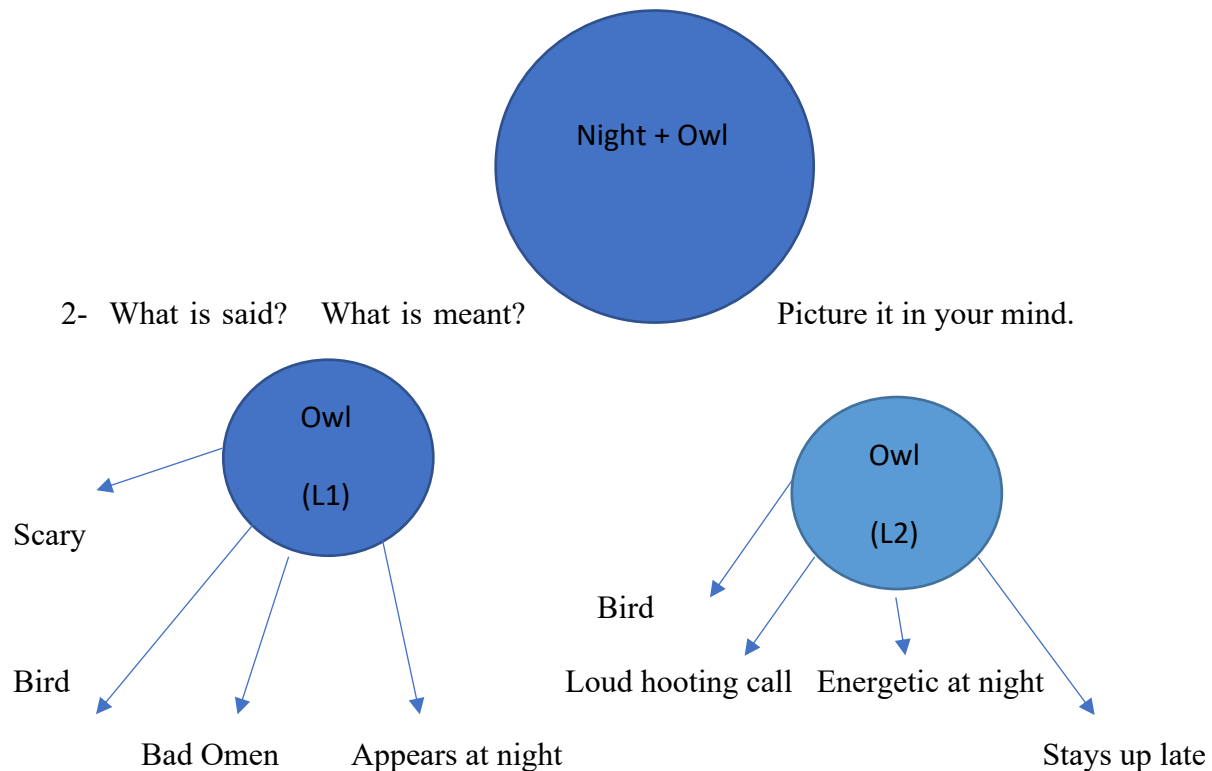 Night + Owl
2- What is said? What is meant? Picture it in your mind.
Owl
(L1)
Scary
Bird
Bad Omen
Appears at night
Owl
(L2)
Bird
Loud hooting call
Energetic at night
Stays up late